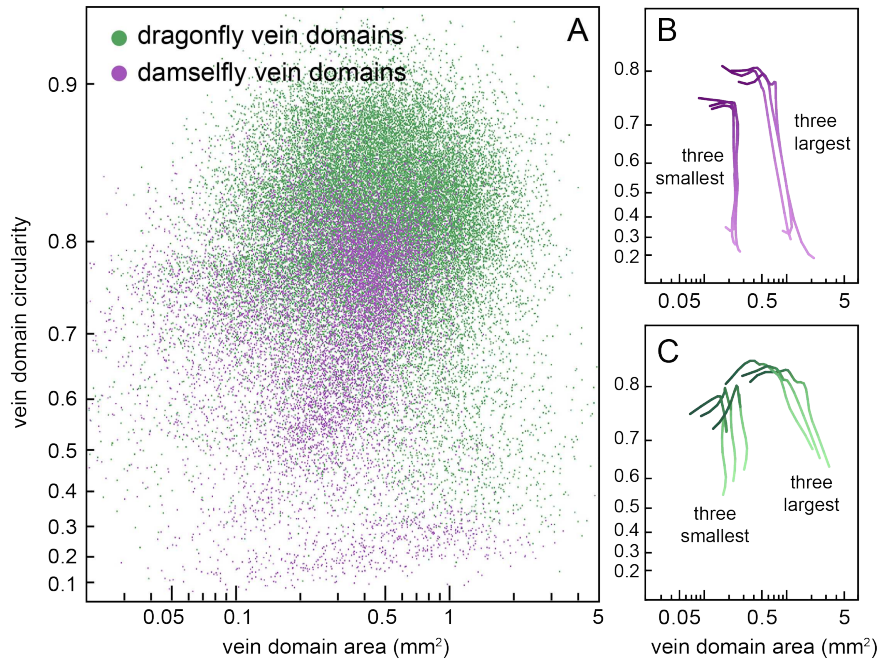 A
dragonfly vein domains
damselfly vein domains
vein domain circularity
0.9
0.8
0.7
0.6
0.5
0.4
0.3
0.2
0.1
0.05 0.1 0.5 1 5
vein domain area (mm²)
B
0.8
0.7
0.6
0.5
0.4
0.3
0.2
three
smallest
three
largest
0.05 0.5 5
C
0.8
0.7
0.6
0.5
0.4
0.3
0.2
three
smallest
three
largest
0.05 0.5 5
vein domain area (mm²)